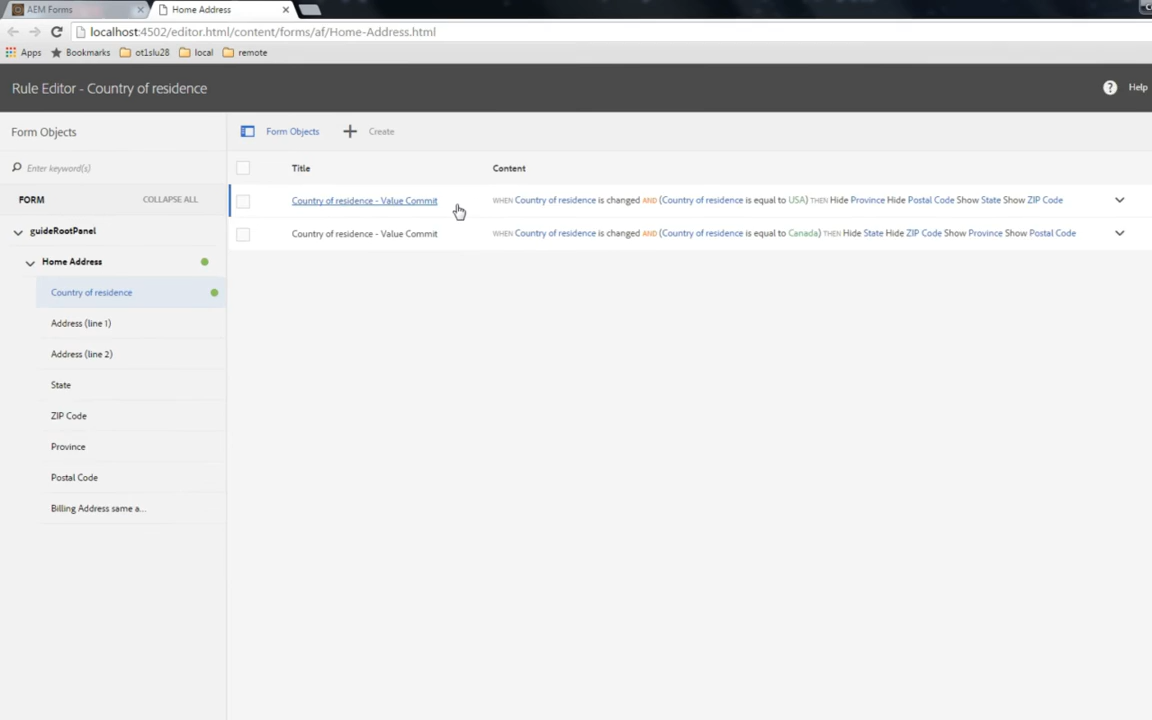 AEM Forms
Home Address
localhost:4502/editor.html/content/forms/af/Home-Address.html
Apps Bookmarks ot1slu28 local remote
Rule Editor - Country of residence
Help
Form Objects
Form Objects Create
Enter keyword(s)
Title Content
FORM COLLAPSE ALL
Country of residence - Value Commit WHEN Country of residence is changed AND (Country of residence is equal to USA) THEN Hide Province Hide Postal Code Show State Show ZIP Code
guideRootPanel
Country of residence - Value Commit WHEN Country of residence is changed AND (Country of residence is equal to Canada) THEN Hide State Hide ZIP Code Show Province Show Postal Code
Home Address
Country of residence
Address (line 1)
Address (line 2)
State
ZIP Code
Province
Postal Code
Billing Address same a...